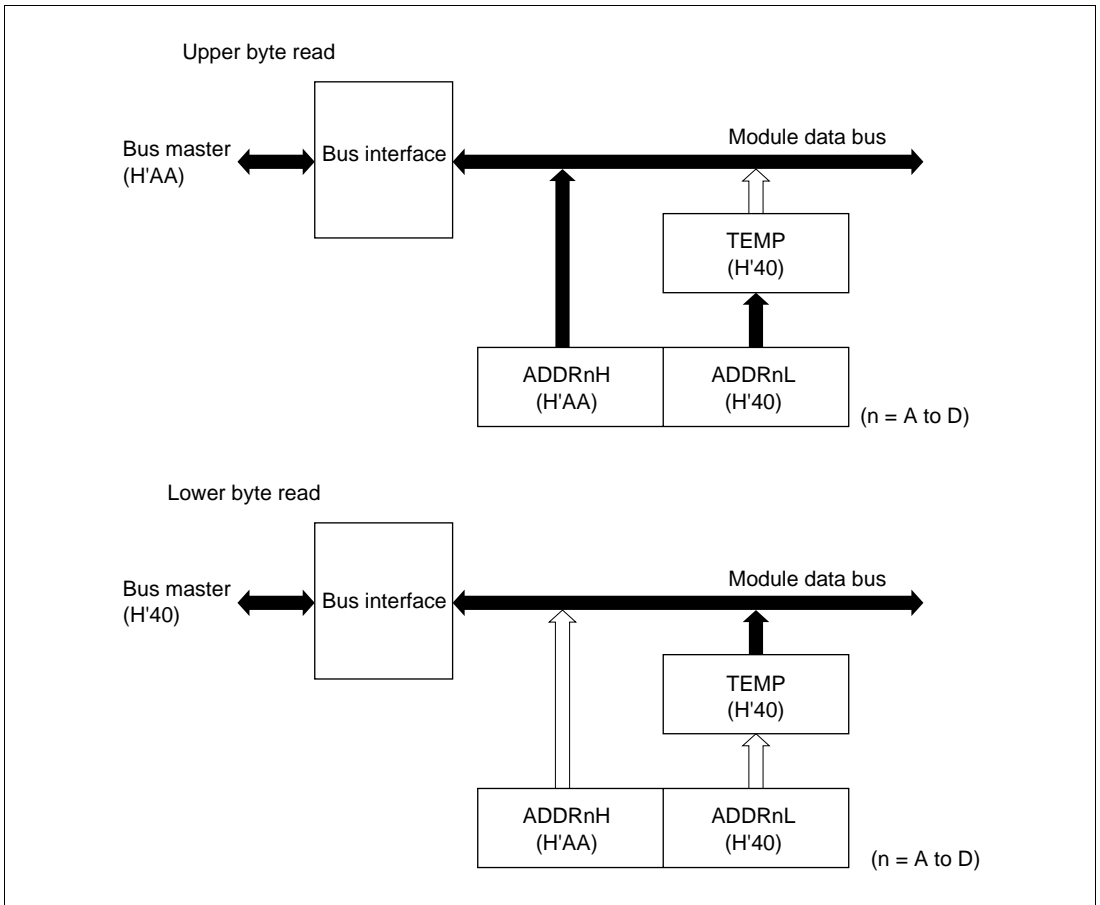 Upper byte read
Bus master
(H'AA)
Bus interface
Module data bus
TEMP
(H'40)
ADDRnH
(H'AA)
ADDRnL
(H'40)
(n = A to D)
Lower byte read
Bus master
(H'40)
Bus interface
Module data bus
TEMP
(H'40)
ADDRnH
(H'AA)
ADDRnL
(H'40)
(n = A to D)